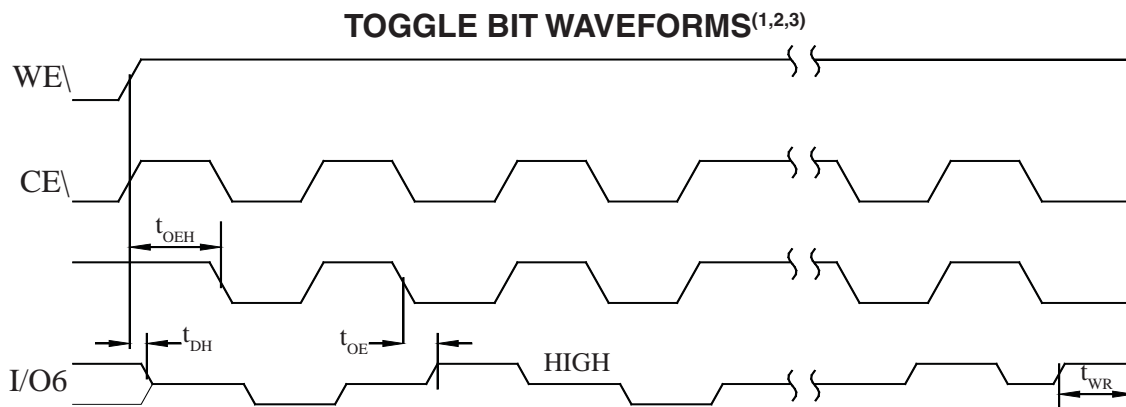 TOGGLE BIT WAVEFORMS(1,2,3)
WE\
CE\
tOEH
tDH
tOE
I/O6
HIGH
tWR